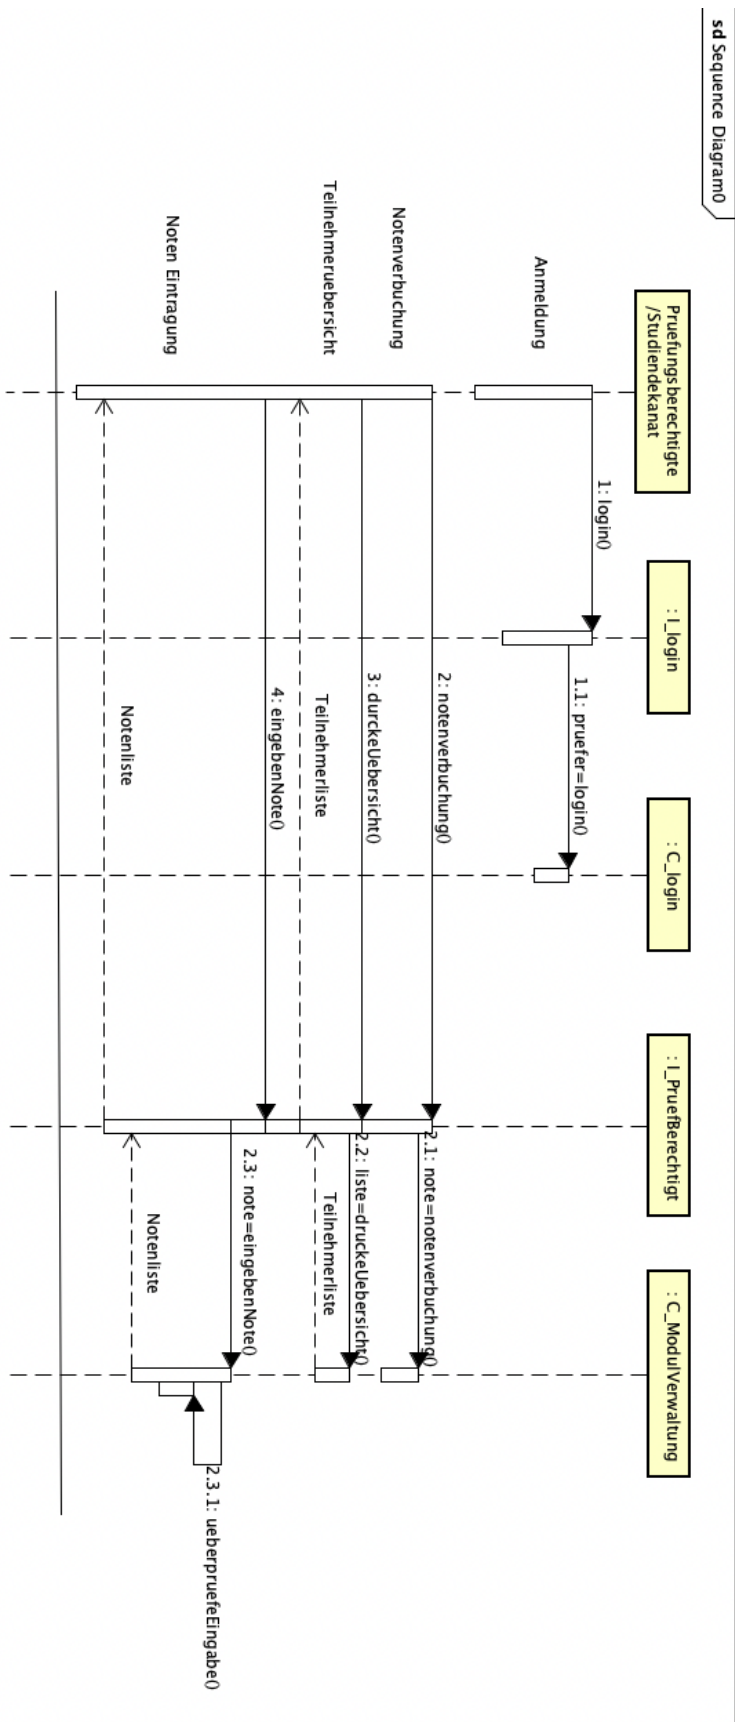 sd Sequence Diagram0
Pruefungsberechtigte
/Studiendekanat
: I_login
: C_login
: I_PruefBerechtigt
: C_ModulVerwaltung
Anmeldung
1: login()
1.1: pruefer=login()
Notenverbuchung
2: notenverbuchung()
2.1: note=notenverbuchung()
Teilnehmeruebersicht
3: durckeUebersicht()
2.2: liste=druckeUebersicht()
Teilnehmerliste
Teilnehmerliste
4: eingebenNote()
2.3: note=eingebenNote()
2.3.1: ueberpruefeEingabe()
Noten Eintragung
Notenliste
Notenliste